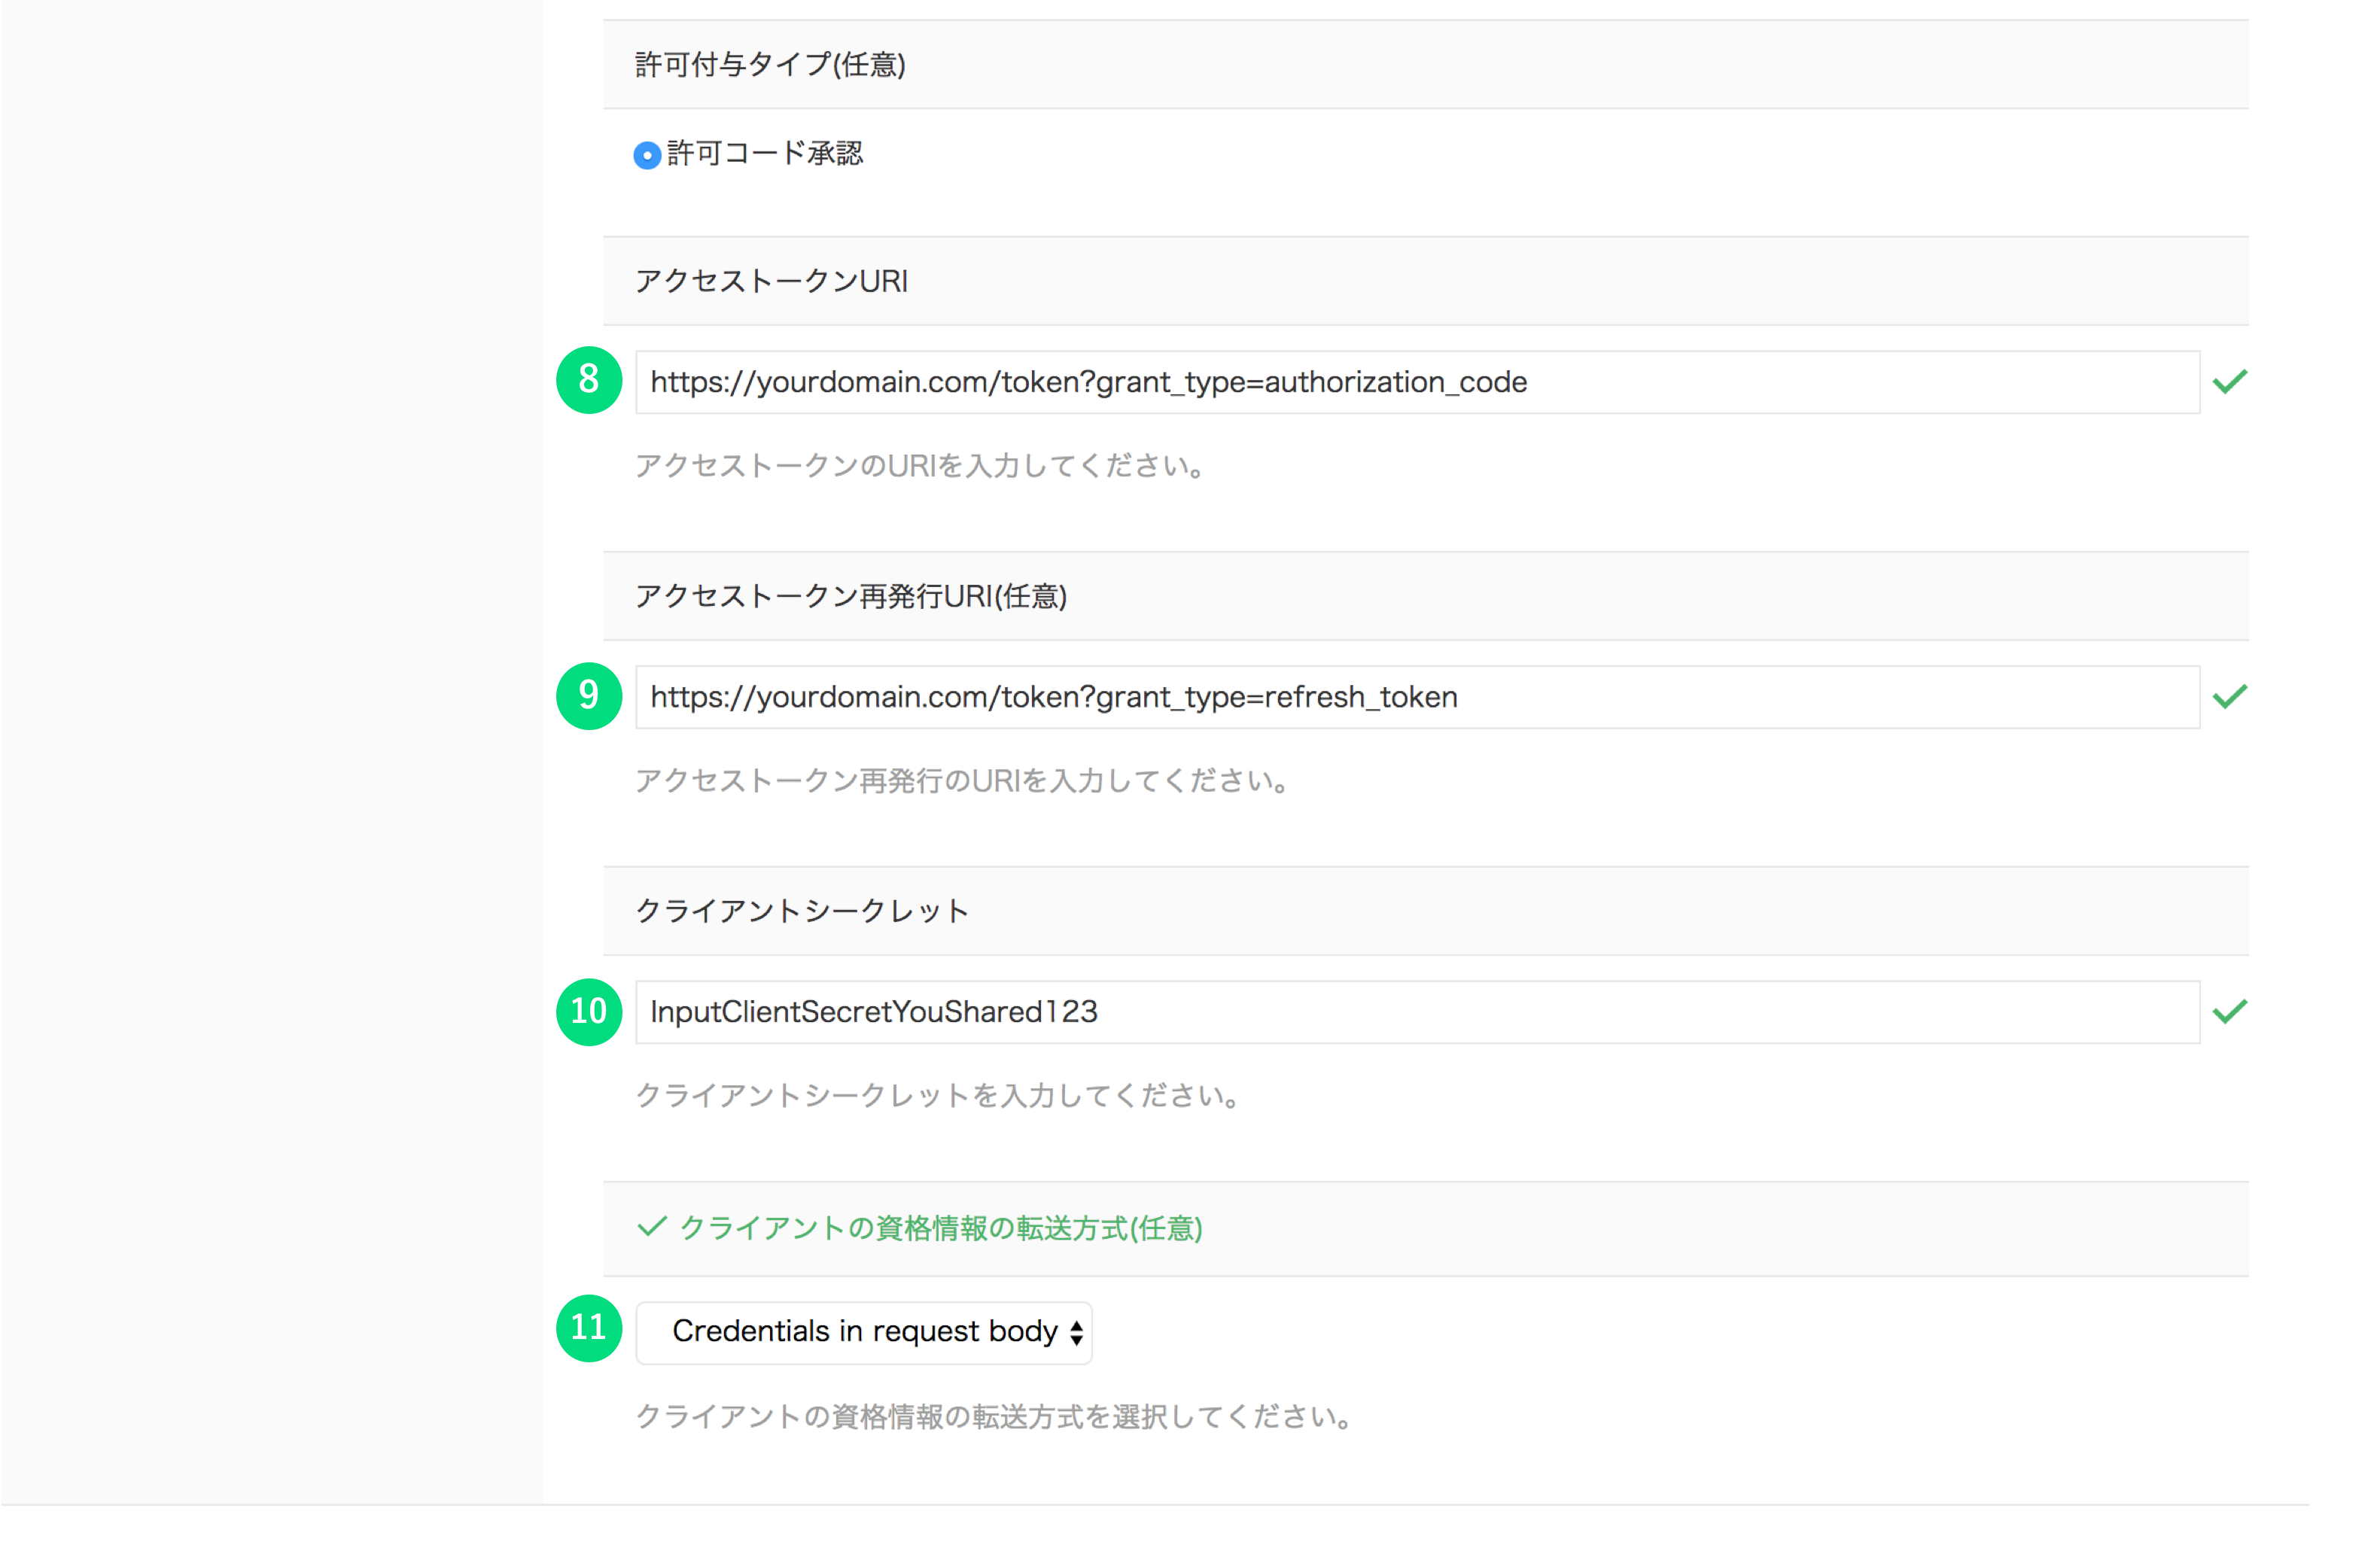 許可付与タイプ(任意)
許可コード承認
アクセストークンURI
8
https://yourdomain.com/token?grant_type=authorization_code
アクセストークンのURIを入力してください。
アクセストークン再発行URI(任意)
9
https://yourdomain.com/token?grant_type=refresh_token
アクセストークン再発行のURIを入力してください。
クライアントシークレット
10
InputClientSecretYouShared123
クライアントシークレットを入力してください。
クライアントの資格情報の転送方式(任意)
11
Credentials in request body
クライアントの資格情報の転送方式を選択してください。